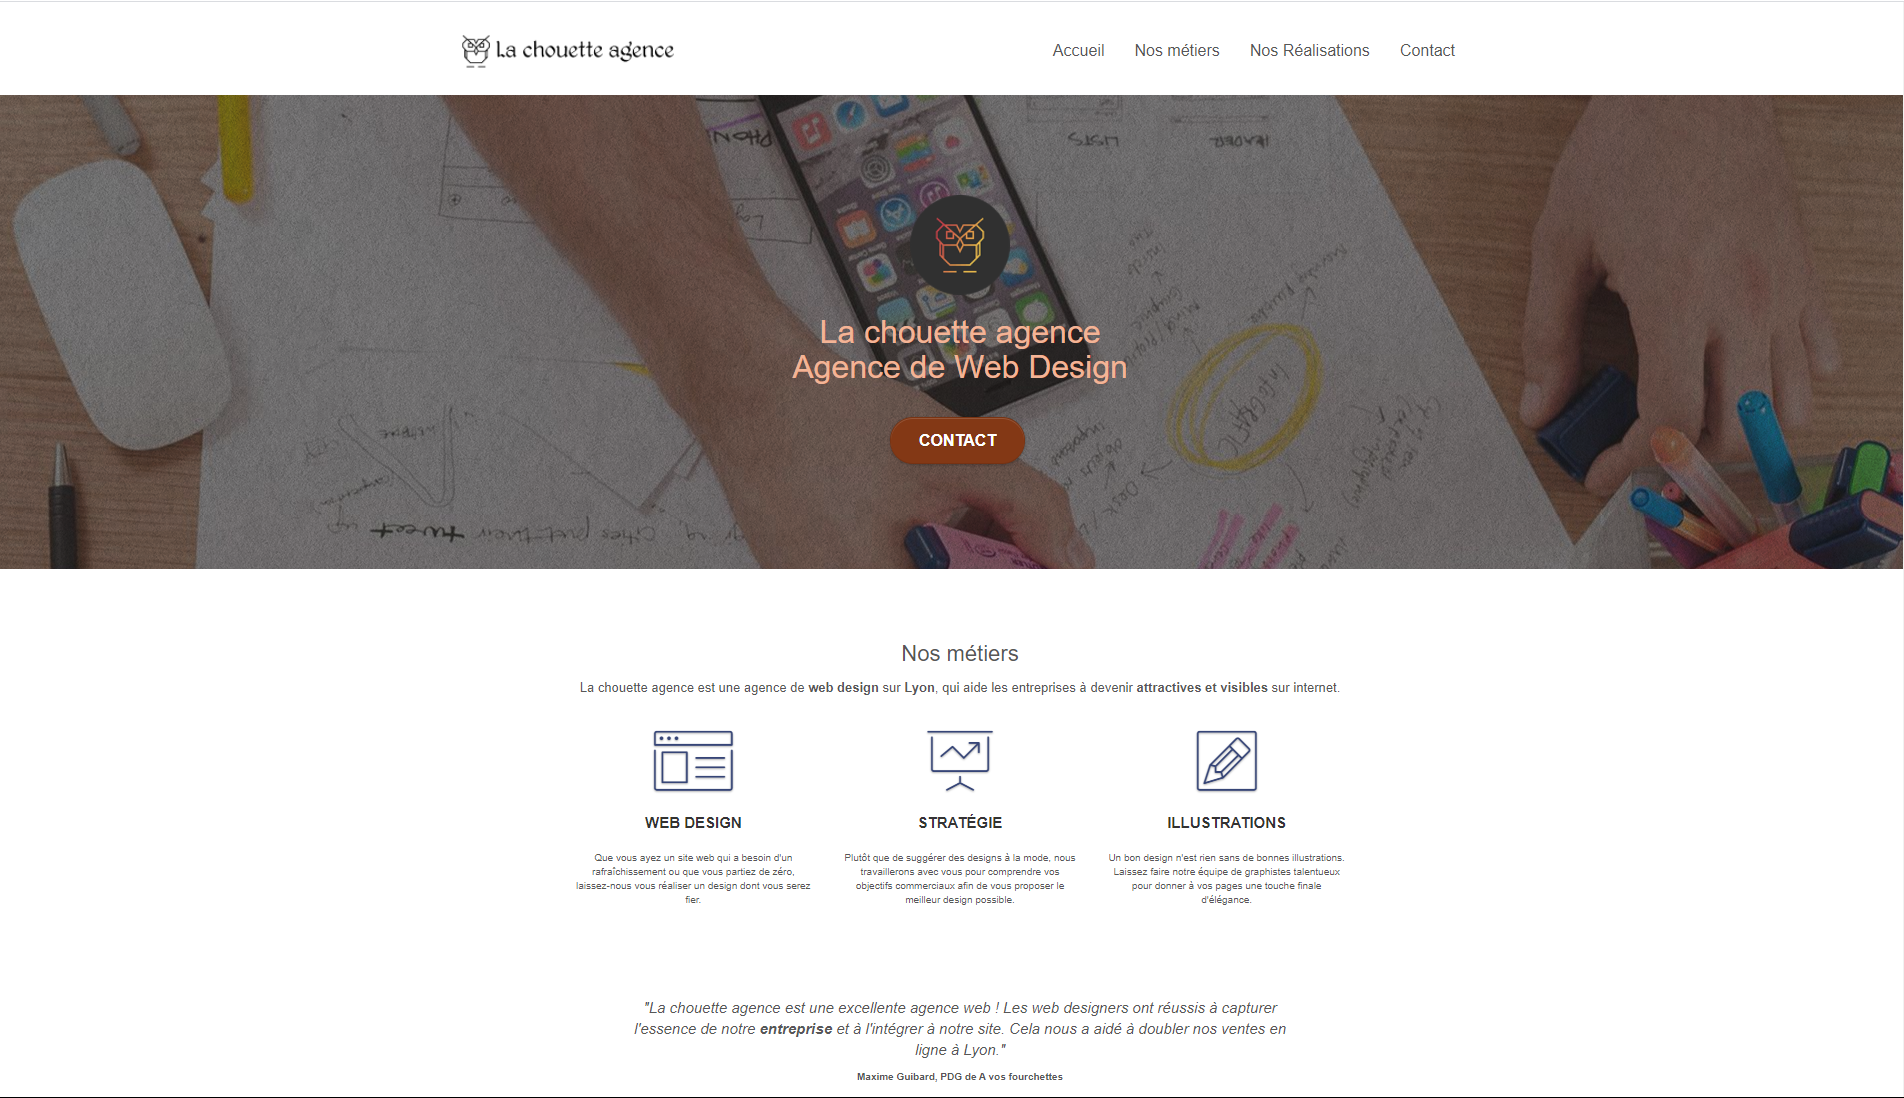 La chouette agence
Accueil Nos métiers Nos Réalisations Contact
LISTS
HEADER
La chouette agence
Agence de Web Design
CONTACT
tweet
Nos métiers
La chouette agence est une agence de web design sur Lyon, qui aide les entreprises à devenir attractives et visibles sur internet.
WEB DESIGN
Que vous ayez un site web qui a besoin d'un
rafraîchissement ou que vous partiez de zéro,
laissez-nous vous réaliser un design dont vous serez
fier.
STRATÉGIE
Plutôt que de suggérer des designs à la mode, nous
travaillerons avec vous pour comprendre vos
objectifs commerciaux afin de vous proposer le
meilleur design possible.
ILLUSTRATIONS
Un bon design n'est rien sans de bonnes illustrations.
Laissez faire notre équipe de graphistes talentueux
pour donner à vos pages une touche finale
d'élégance.
"La chouette agence est une excellente agence web ! Les web designers ont réussis à capturer
l'essence de notre entreprise et à l'intégrer à notre site. Cela nous a aidé à doubler nos ventes en
ligne à Lyon."
Maxime Guibard, PDG de A vos fourchettes